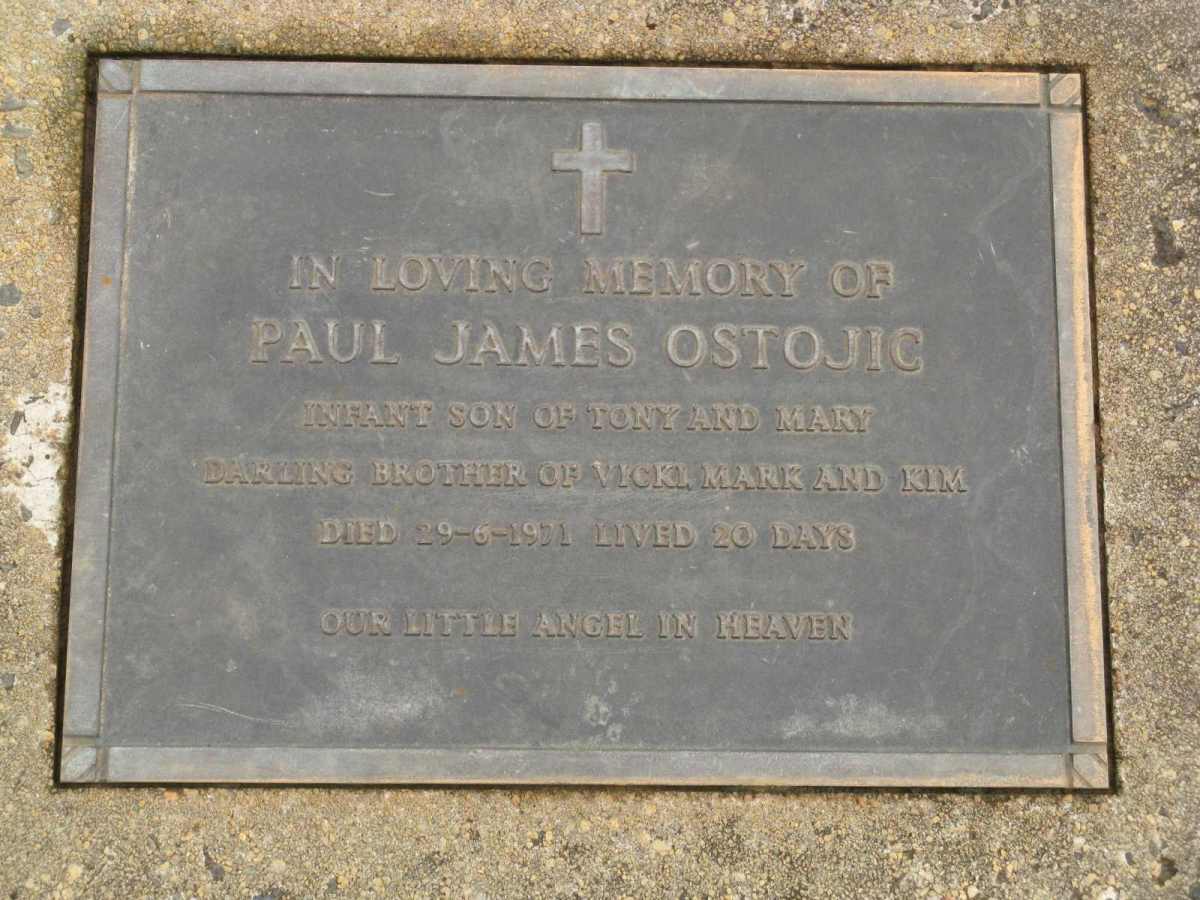 IN LOVING MEMORY OF
PAUL JAMES OSTOJIC
INFANT SON OF TONY AND MARY
DARLING BROTHER OF VICKI, MARK AND KIM
DIED 29-6-1971 LIVED 20 DAYS
OUR LITTLE ANGEL IN HEAVEN